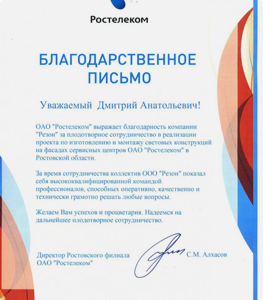 Ростелеком
БЛАГОДАРСТВЕННОЕ
ПИСЬМО
Уважаемый Дмитрий Анатольевич!
ОАО "Ростелеком" выражает благодарность компании
"Резон" за плодотворное сотрудничество в реализации
проекта по изготовлению и монтажу световых конструкций
на фасадах сервисных центров ОАО "Ростелеком" в
Ростовской области.
За время сотрудничества коллектив ООО "Резон" показал
себя высококвалифицированной командой
профессионалов, способных оперативно, качественно и
технически грамотно решать любые вопросы.
Желаем Вам успехов и процветания. Надеемся на
дальнейшее плодотворное сотрудничество.
Директор Ростовского филиала
ОАО "Ростелеком"
С.М. Алхасов